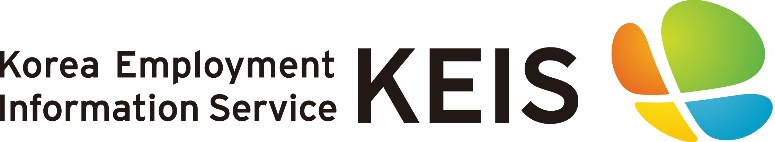 Korea Employment
Information Service
KEIS